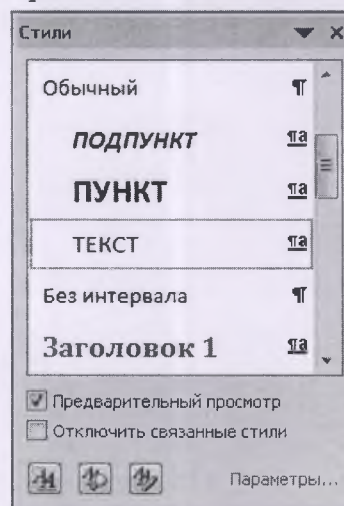 Стили
Обычный ¶
ПОДПУНКТ ¶a
ПУНКТ ¶a
ТЕКСТ ¶a
Без интервала ¶
Заголовок 1 ¶a
Предварительный просмотр
Отключить связанные стили
Параметры...